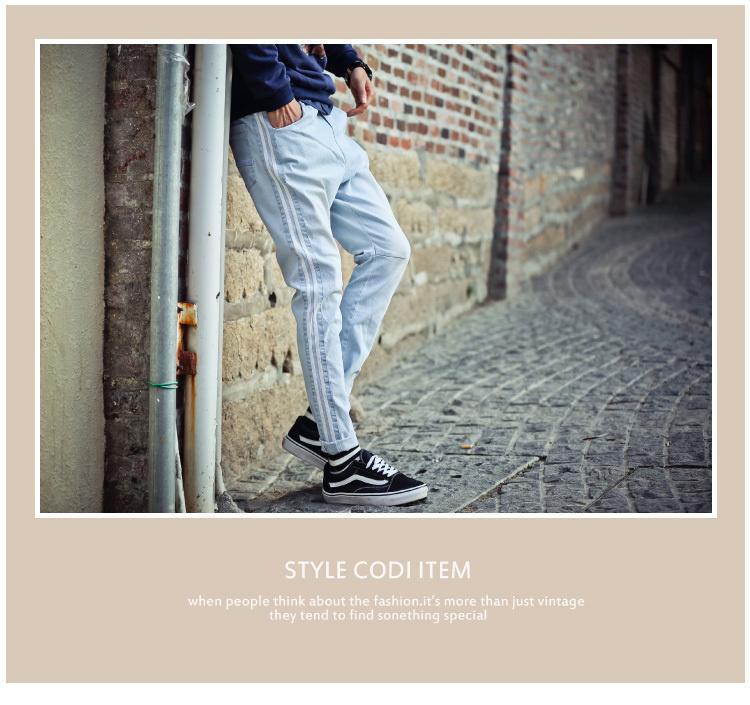 STYLE CODI ITEM
when people think about the fashion.it's more than just vintage
they tend to find sonething special